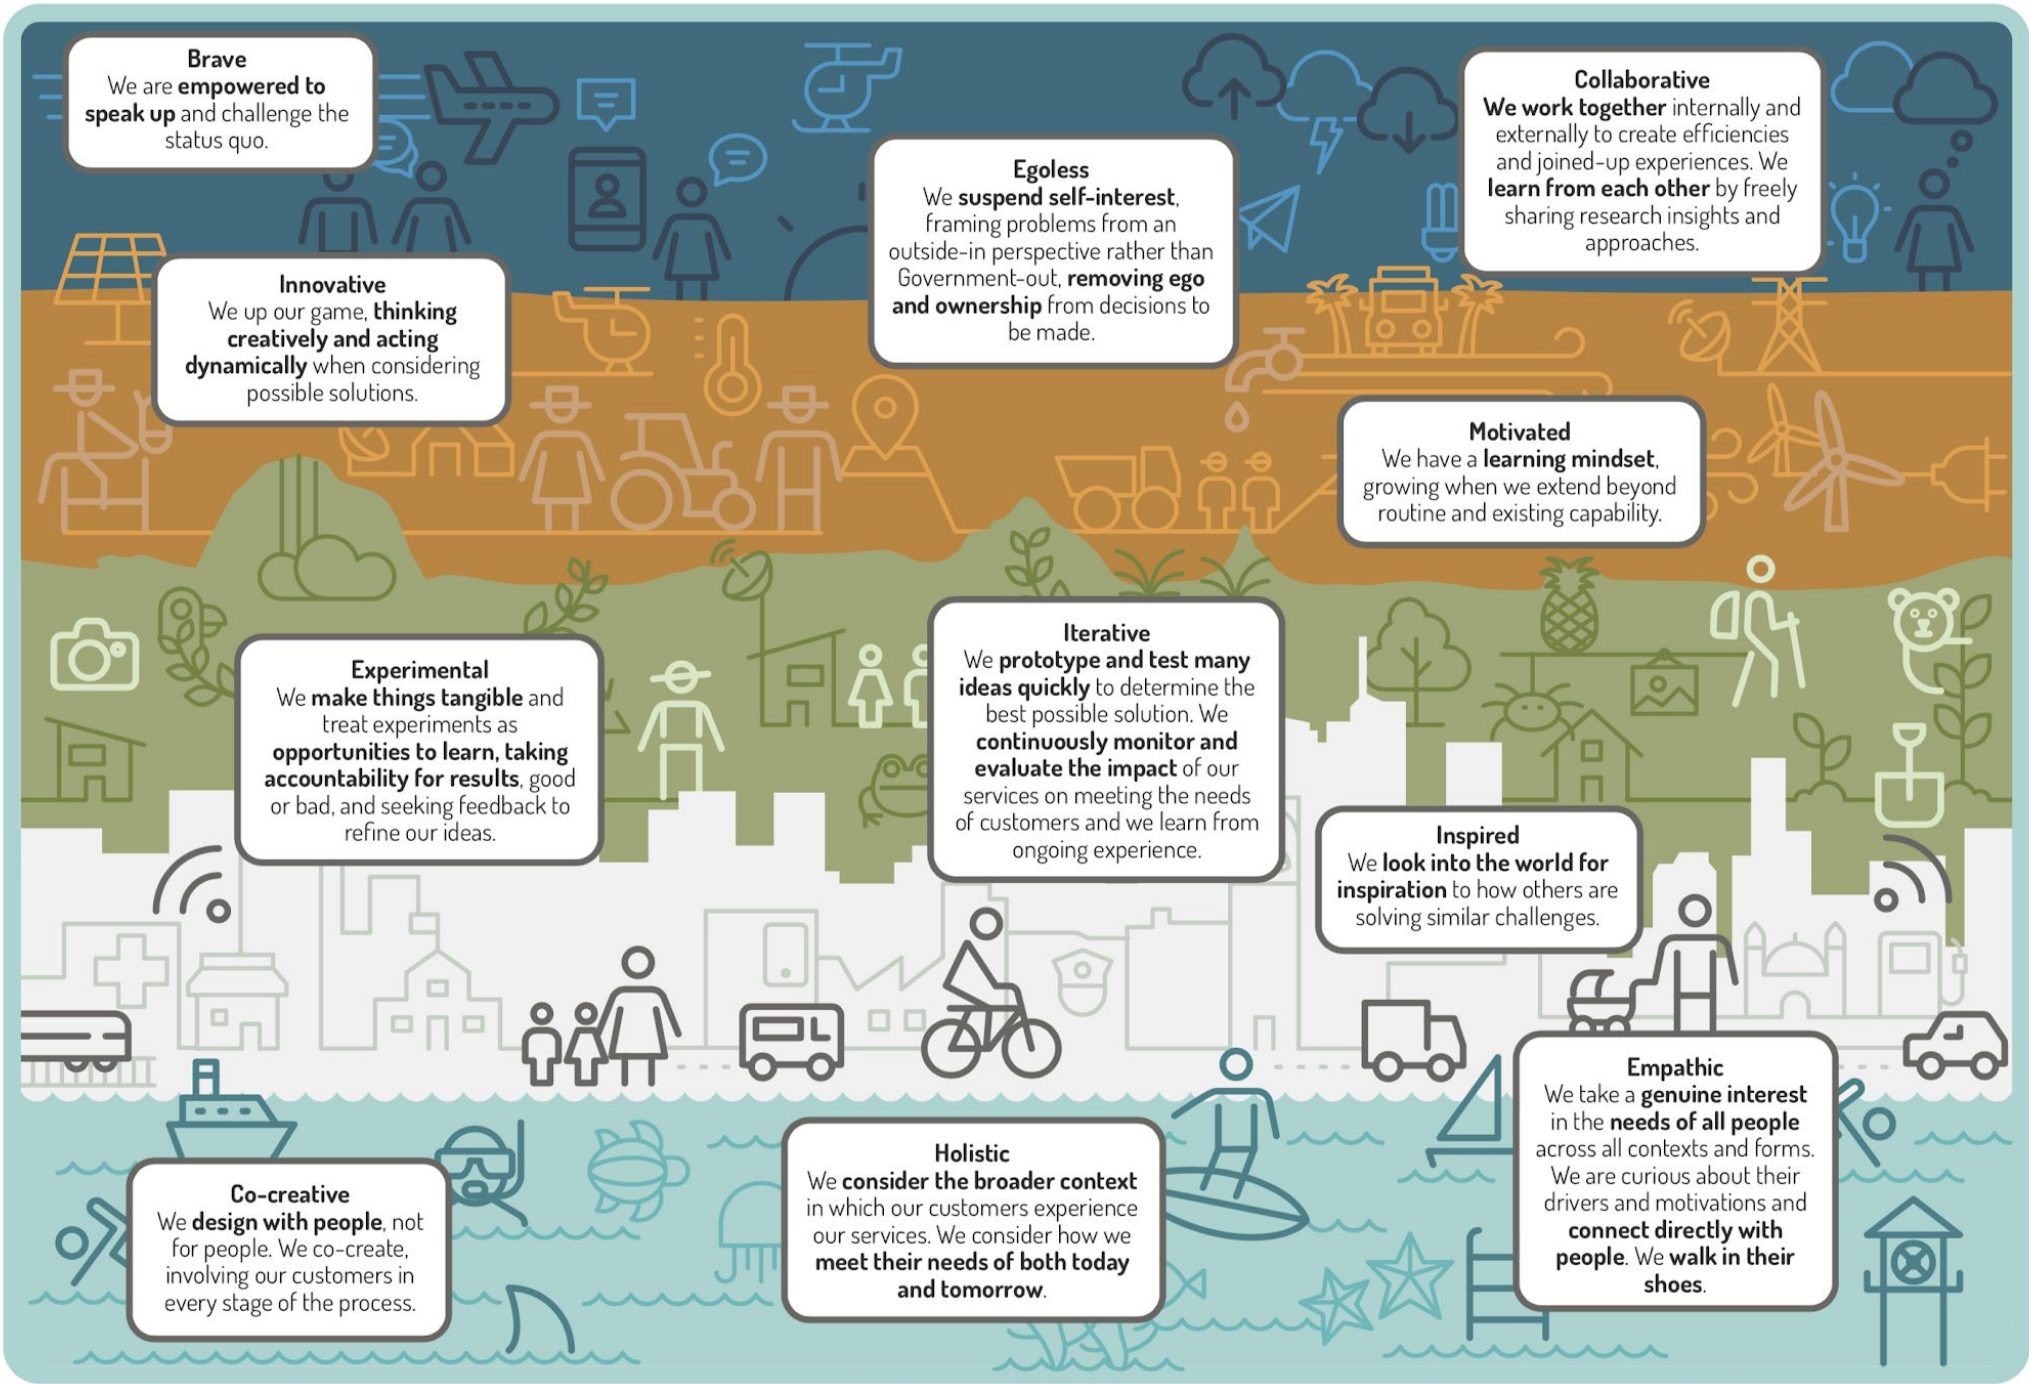 Brave
We are empowered to
speak up and challenge the
status quo.
Collaborative
We work together internally and
externally to create efficiencies
and joined-up experiences. We
learn from each other by freely
sharing research insights and
approaches.
Egoless
We suspend self-interest,
framing problems from an
outside-in perspective rather than
Government-out, removing ego
and ownership from decisions to
be made.
Innovative
We up our game, thinking
creatively and acting
dynamically when considering
possible solutions.
Motivated
We have a learning mindset,
growing when we extend beyond
routine and existing capability.
Experimental
We make things tangible and
treat experiments as
opportunities to learn, taking
accountability for results, good
or bad, and seeking feedback to
refine our ideas.
Iterative
We prototype and test many
ideas quickly to determine the
best possible solution. We
continuously monitor and
evaluate the impact of our
services on meeting the needs
of customers and we learn from
ongoing experience.
Inspired
We look into the world for
inspiration to how others are
solving similar challenges.
Co-creative
We design with people, not
for people. We co-create,
involving our customers in
every stage of the process.
Holistic
We consider the broader context
in which our customers experience
our services. We consider how we
meet their needs of both today
and tomorrow.
Empathic
We take a genuine interest
in the needs of all people
across all contexts and forms.
We are curious about their
drivers and motivations and
connect directly with
people. We walk in their
shoes.